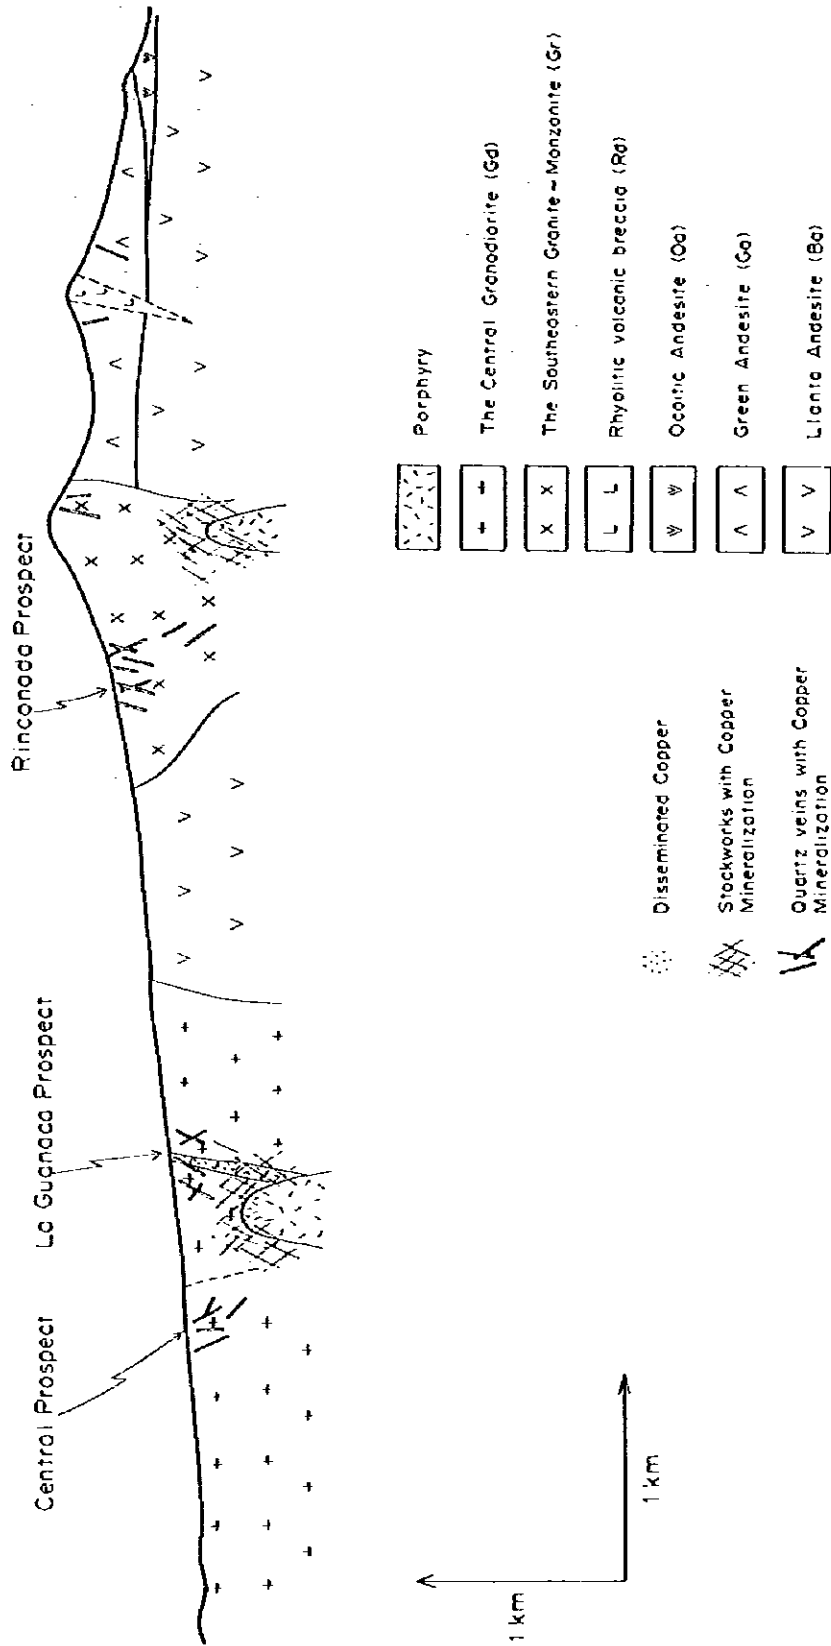 Central Prospect
La Guanaca Prospect
Rinconada Prospect
1 km
1 km
Disseminated Copper
Stockworks with Copper
Mineralization
Quartz veins with Copper
Mineralization
Porphyry
The Central Granodiorite (Gd)
The Southeastern Granite~Monzonite (Gr)
Rhyolitic volcanic breccia (Ra)
Ocoitic Andesite (Oa)
Green Andesite (Ga)
Llanta Andesite (Ba)